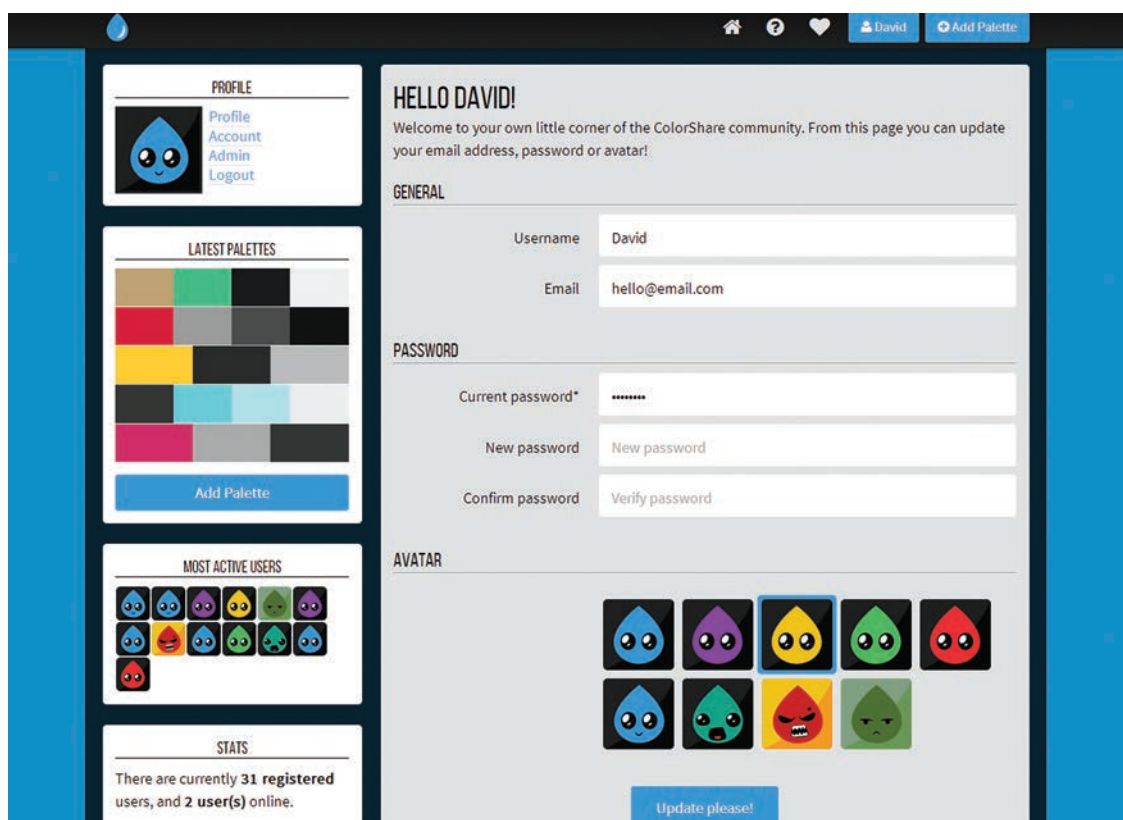 David
Add Palette
PROFILE
Profile
Account
Admin
Logout
LATEST PALETTES
Add Palette
MOST ACTIVE USERS
STATS
There are currently 31 registered
users, and 2 user(s) online.
HELLO DAVID!
Welcome to your own little corner of the ColorShare community. From this page you can update
your email address, password or avatar!
GENERAL
Username David
Email hello@email.com
PASSWORD
Current password* ••••••••
New password New password
Confirm password Verify password
AVATAR
Update please!